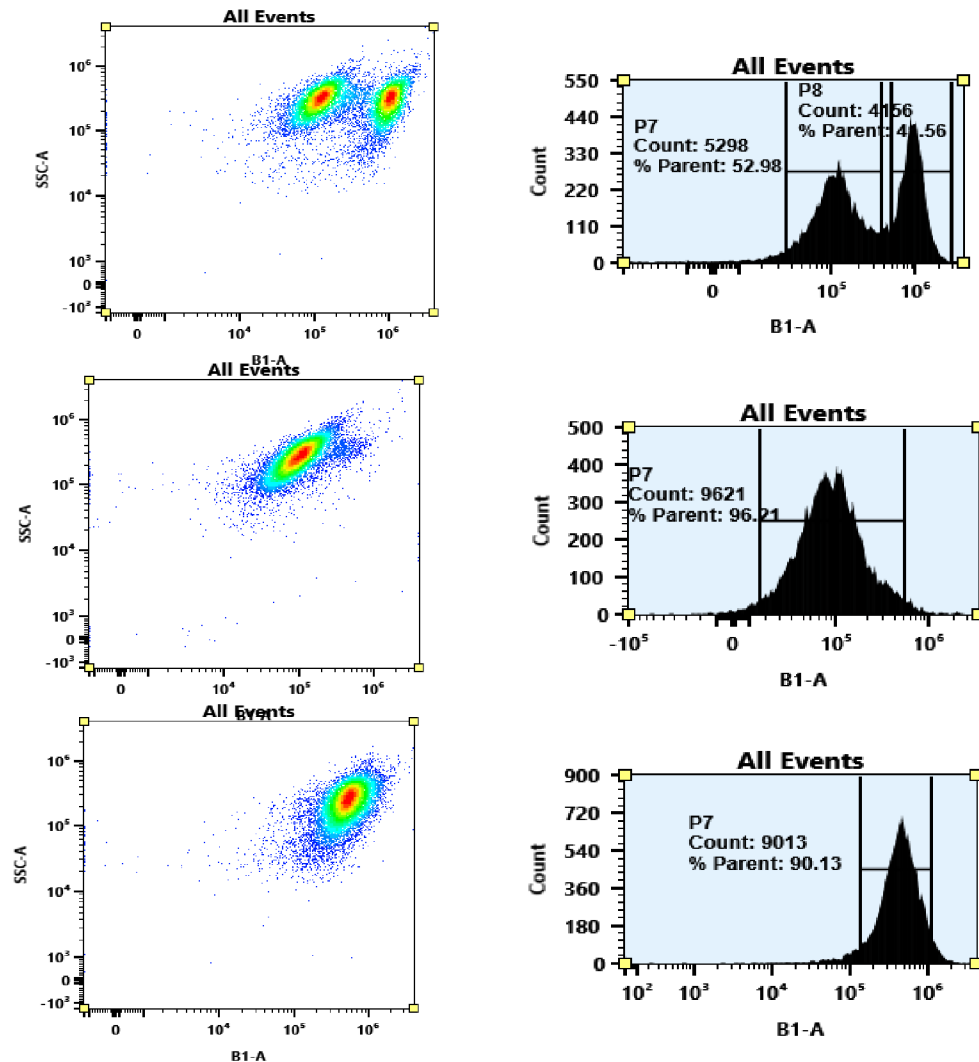 All Events
10⁶
10⁵
10⁴
10³
0
-10³
SSC-A
0
10⁴
10⁵
10⁶
B1-A
All Events
550
440
330
220
110
0
Count
P7
Count: 5298
% Parent: 52.98
P8
Count: 4156
% Parent: 41.56
0
10⁵
10⁶
B1-A
All Events
10⁶
10⁵
10⁴
10³
0
-10³
SSC-A
0
10⁴
10⁵
10⁶
B1-A
All Events
500
400
300
200
100
0
Count
P7
Count: 9621
% Parent: 96.21
-10⁵
0
10⁵
10⁶
B1-A
All Events
10⁶
10⁵
10⁴
10³
0
-10³
SSC-A
0
10⁴
10⁵
10⁶
B1-A
All Events
900
720
540
360
180
0
Count
P7
Count: 9013
% Parent: 90.13
10²
10³
10⁴
10⁵
10⁶
B1-A